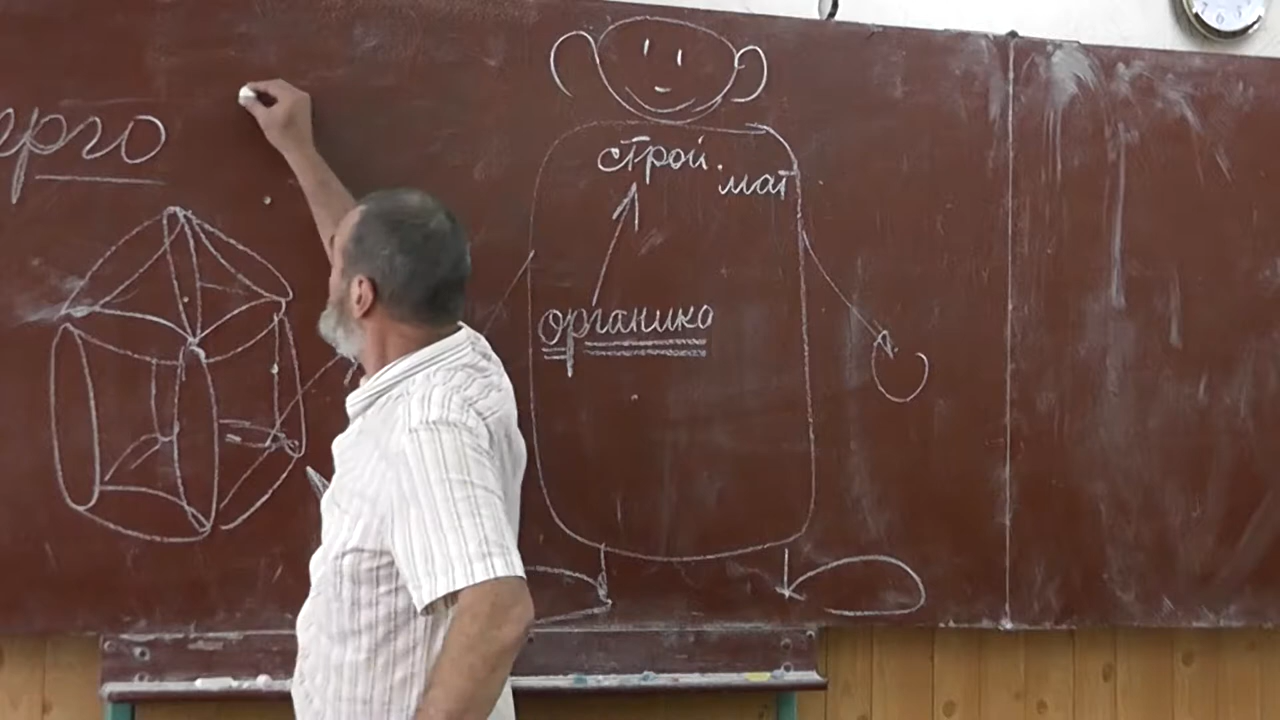 ерго
строй.
мат
органика